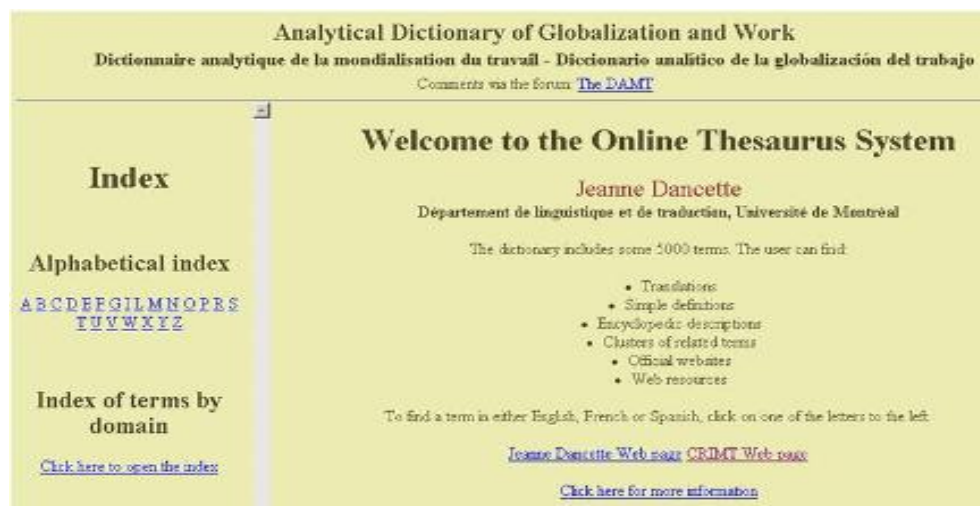 Analytical Dictionary of Globalization and Work
Dictionnaire analytique de la mondialisation du travail - Diccionario analítico de la globalización del trabajo
Comments via the forum: The DAMT
Index
Alphabetical index
A B C D E F G I L M N O P R S
T U V W X Y Z
Index of terms by
domain
Click here to open the index
Welcome to the Online Thesaurus System
Jeanne Dancette
Département de linguistique et de traduction, Université de Montréal
The dictionary includes some 5000 terms. The user can find:
• Translations
• Simple definitions
• Encyclopedic descriptions
• Clusters of related terms
• Official websites
• Web resources
To find a term in either English, French or Spanish, click on one of the letters to the left.
Jeanne Dancette Web page CRIMT Web page
Click here for more information